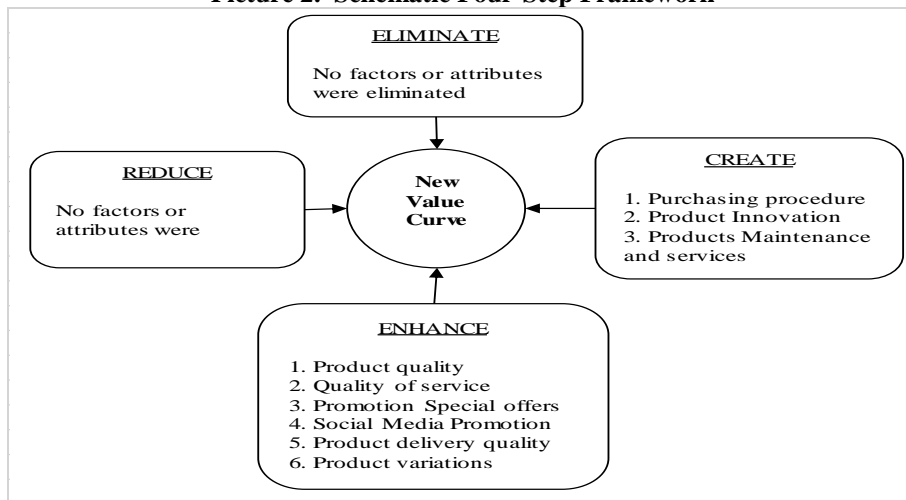 Picture 2. Schematic Four Step Framework
ELIMINATE
No factors or attributes
were eliminated
REDUCE
No factors or
attributes were
New
Value
Curve
CREATE
1. Purchasing procedure
2. Product Innovation
3. Products Maintenance
and services
ENHANCE
1. Product quality
2. Quality of service
3. Promotion Special offers
4. Social Media Promotion
5. Product delivery quality
6. Product variations